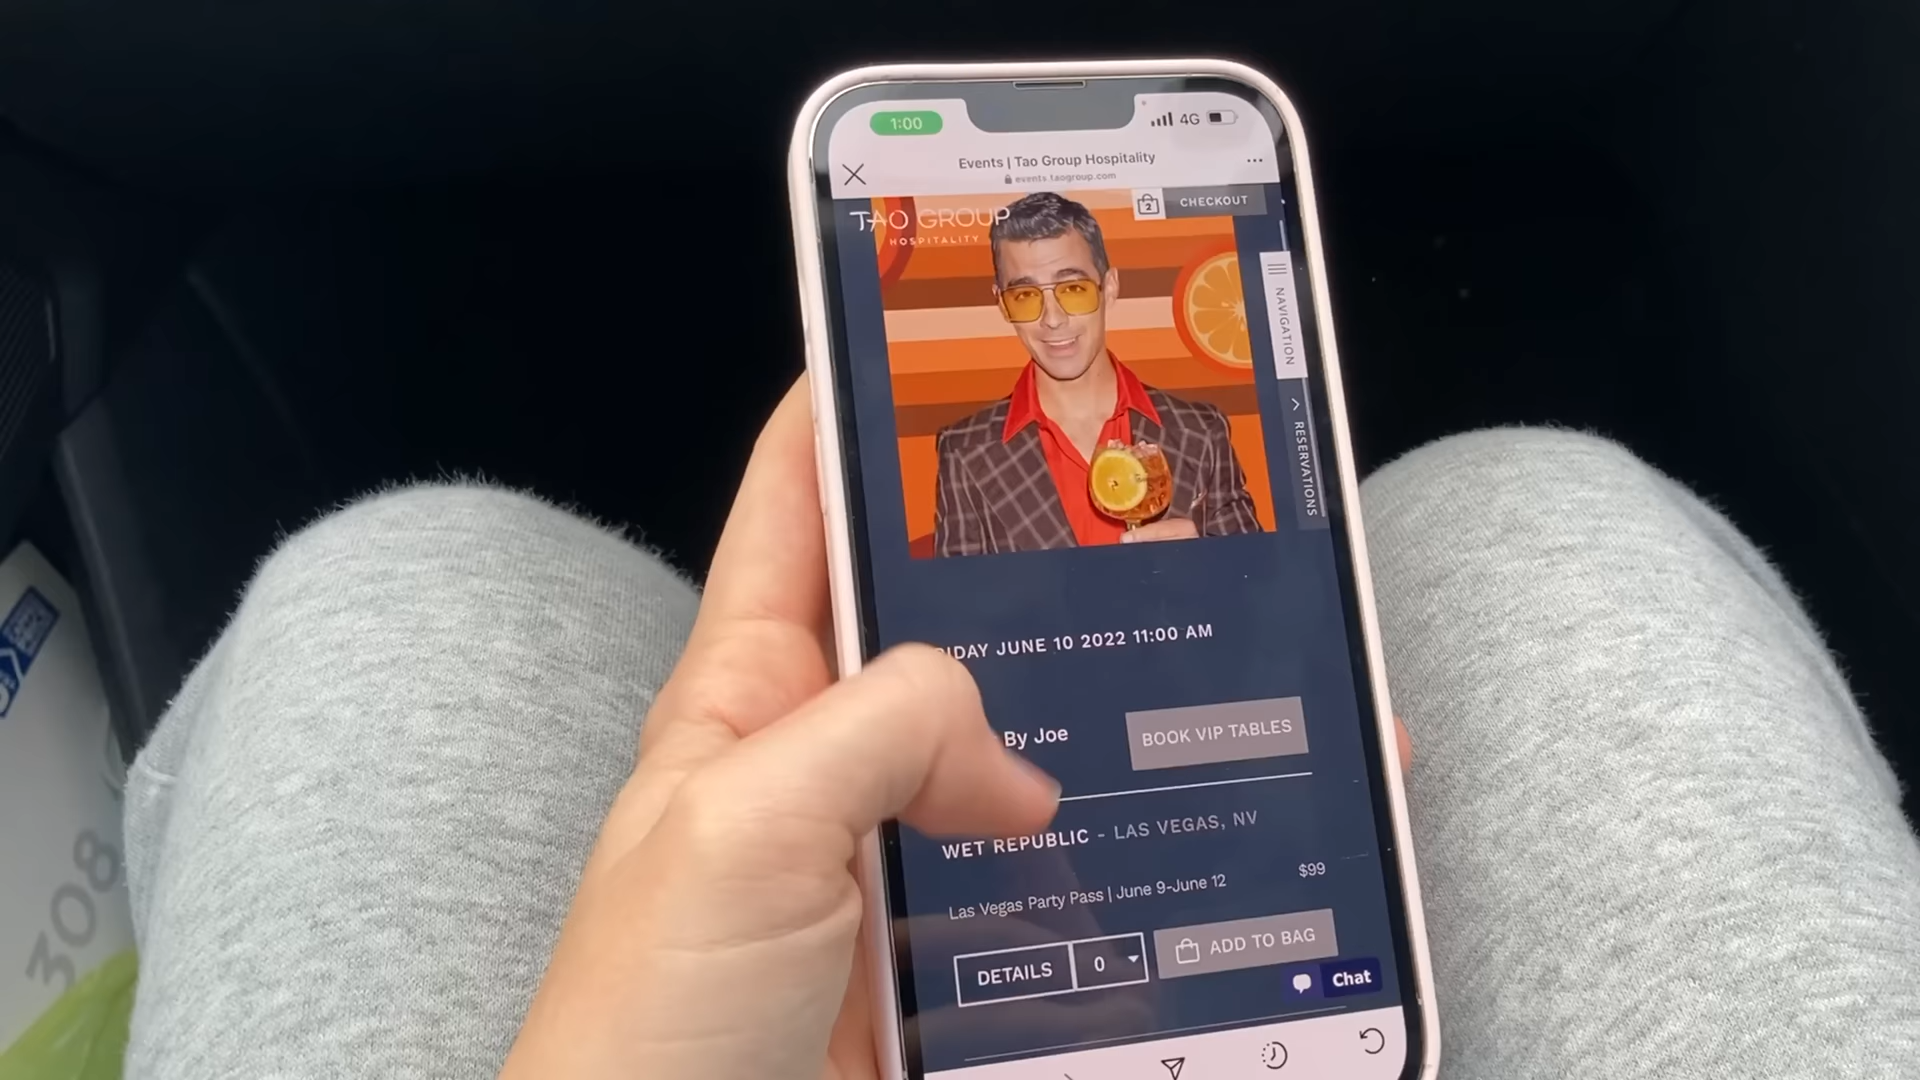 1:00
4G
Events | Tao Group Hospitality
events.taogroup.com
TAO GROUP
HOSPITALITY
2
CHECKOUT
NAVIGATION
RESERVATIONS
IDAY JUNE 10 2022 11:00 AM
By Joe
BOOK VIP TABLES
WET REPUBLIC - LAS VEGAS, NV
Las Vegas Party Pass | June 9-June 12
$99
DETAILS
0
ADD TO BAG
Chat
308